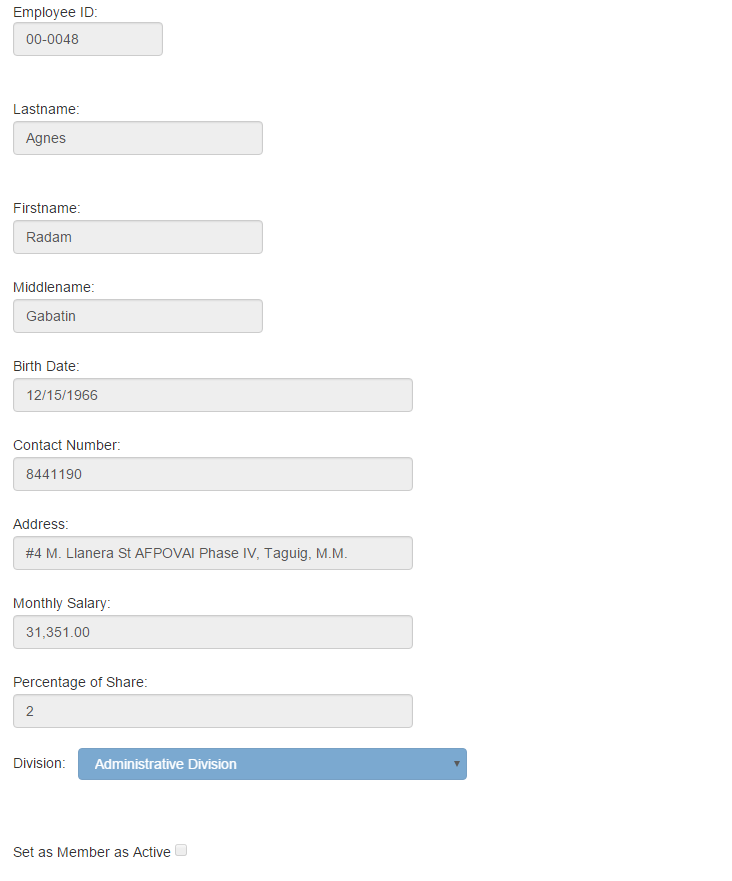 Employee ID:
00-0048
Lastname:
Agnes
Firstname:
Radam
Middlename:
Gabatin
Birth Date:
12/15/1966
Contact Number:
8441190
Address:
#4 M. Llanera St AFPOVAI Phase IV, Taguig, M.M.
Monthly Salary:
31,351.00
Percentage of Share:
2
Division: Administrative Division
Set as Member as Active